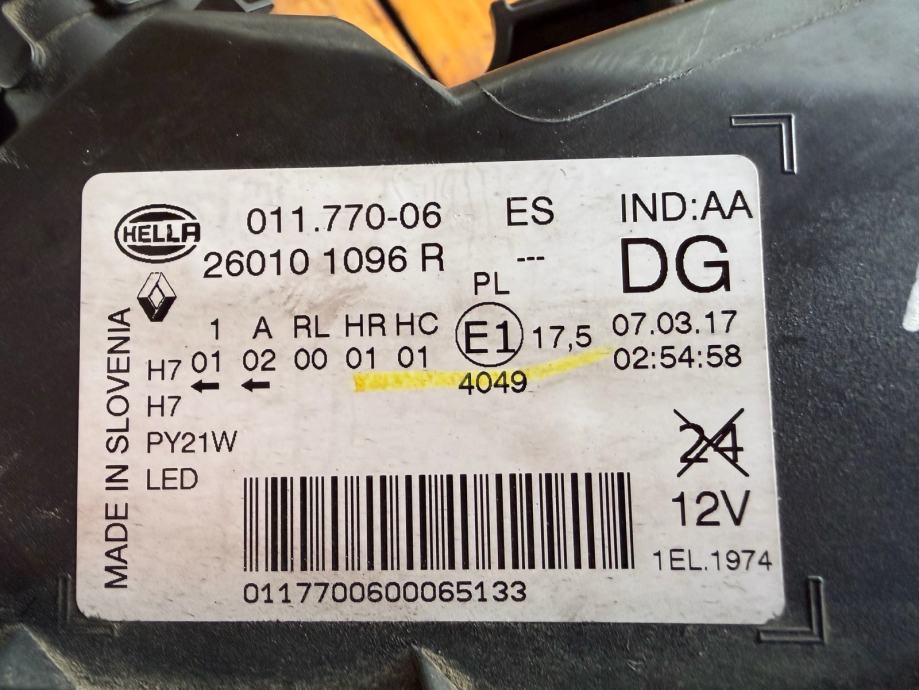 HELLA 011.770-06 ES IND:AA
26010 1096 R --- DG
PL
1 A RL HR HC E1 17,5 07.03.17
H7 01 02 00 01 01 02:54:58
← ← 4049
H7
PY21W
LED
24
12V
1EL.1974
0117700600065133
MADE IN SLOVENIA